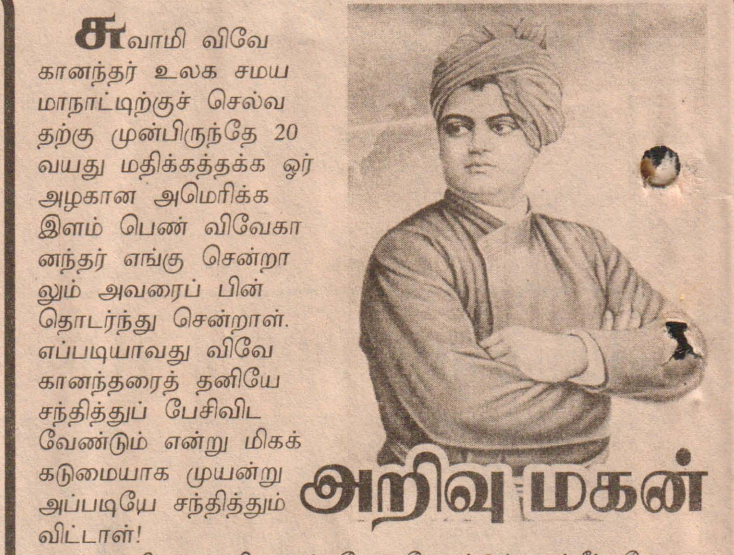 சுவாமி விவே
கானந்தர் உலக சமய
மாநாட்டிற்குச் செல்வ
தற்கு முன்பிருந்தே 20
வயது மதிக்கத்தக்க ஓர்
அழகான அமெரிக்க
இளம் பெண் விவேகா
னந்தர் எங்கு சென்றா
லும் அவரைப் பின்
தொடர்ந்து சென்றாள்.
எப்படியாவது விவே
கானந்தரைத் தனியே
சந்தித்துப் பேசிவிட
வேண்டும் என்று மிகக்
கடுமையாக முயன்று
அப்படியே சந்தித்தும்
விட்டாள்!
அறிவு மகன்